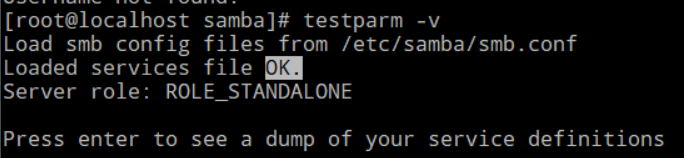 Username not found!
[root@localhost samba]# testparm -v
Load smb config files from /etc/samba/smb.conf
Loaded services file OK.
Server role: ROLE_STANDALONE
Press enter to see a dump of your service definitions